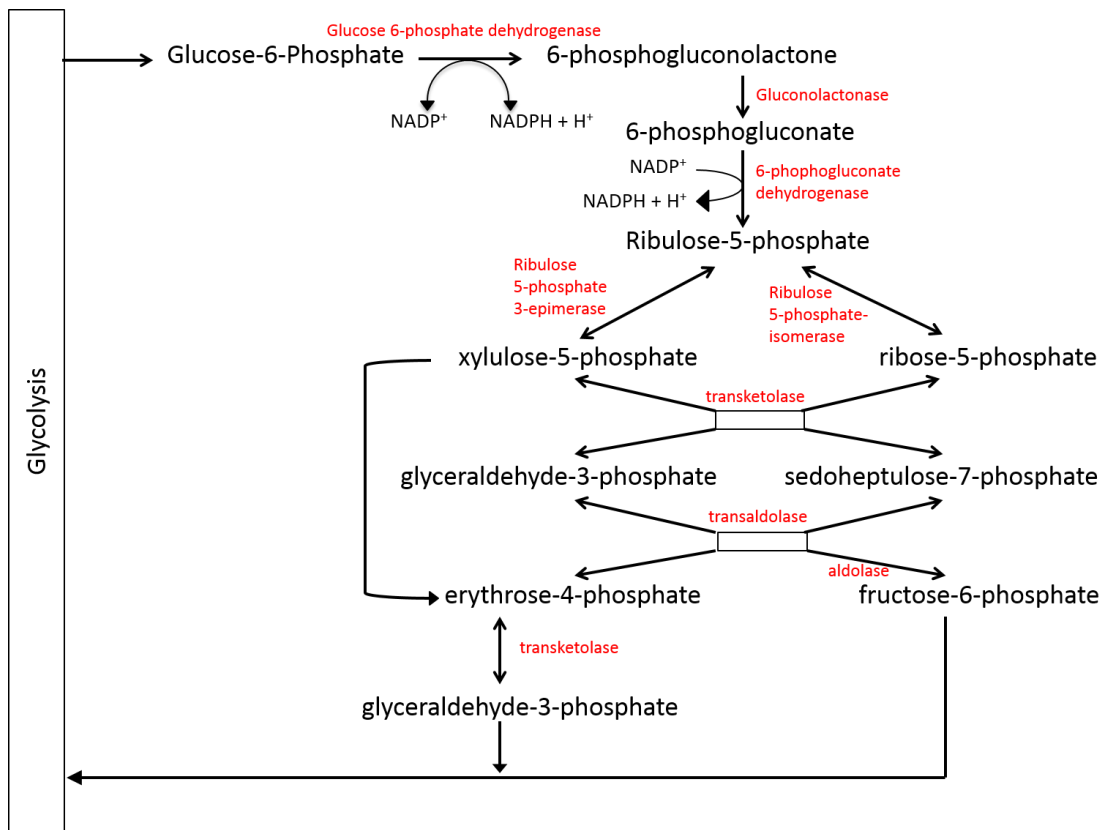 Glucose 6-phosphate dehydrogenase
Glucose-6-Phosphate
6-phosphogluconolactone
NADP⁺
NADPH + H⁺
Gluconolactonase
6-phosphogluconate
NADP⁺
NADPH + H⁺
6-phophogluconate
dehydrogenase
Ribulose-5-phosphate
Ribulose
5-phosphate
3-epimerase
Ribulose
5-phosphate-
isomerase
xylulose-5-phosphate
ribose-5-phosphate
transketolase
glyceraldehyde-3-phosphate
sedoheptulose-7-phosphate
transaldolase
aldolase
erythrose-4-phosphate
fructose-6-phosphate
transketolase
glyceraldehyde-3-phosphate
Glycolysis